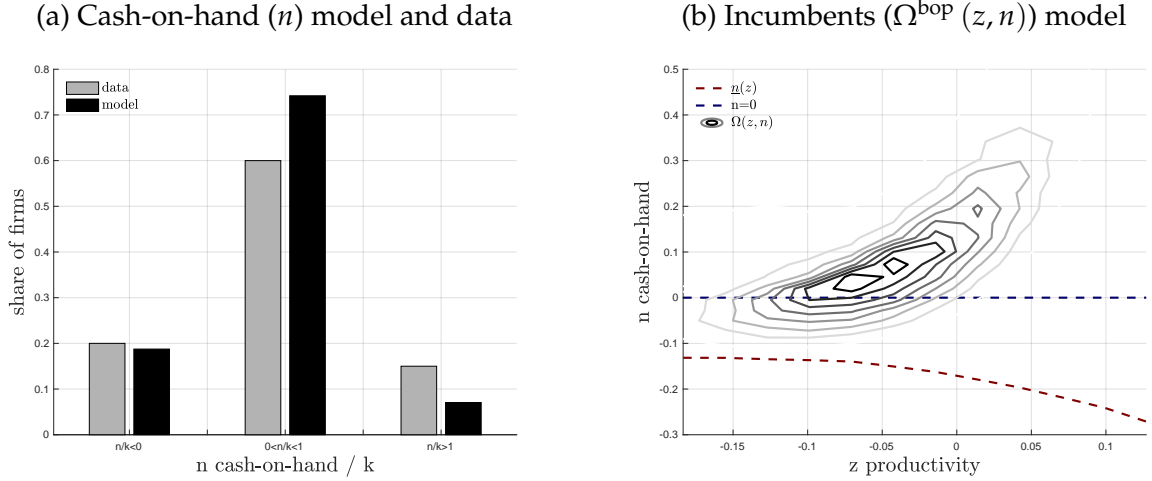 (a) Cash-on-hand (n) model and data
0.8
0.7
0.6
0.5
0.4
0.3
0.2
0.1
0
share of firms
data
model
n/k<0
0<n/k<1
n/k>1
n cash-on-hand / k
(b) Incumbents (Ω^bop (z, n)) model
0.5
0.4
0.3
0.2
0.1
0
-0.1
-0.2
-0.3
n cash-on-hand
n(z)
n=0
Ω(z, n)
-0.15
-0.1
-0.05
0
0.05
0.1
z productivity